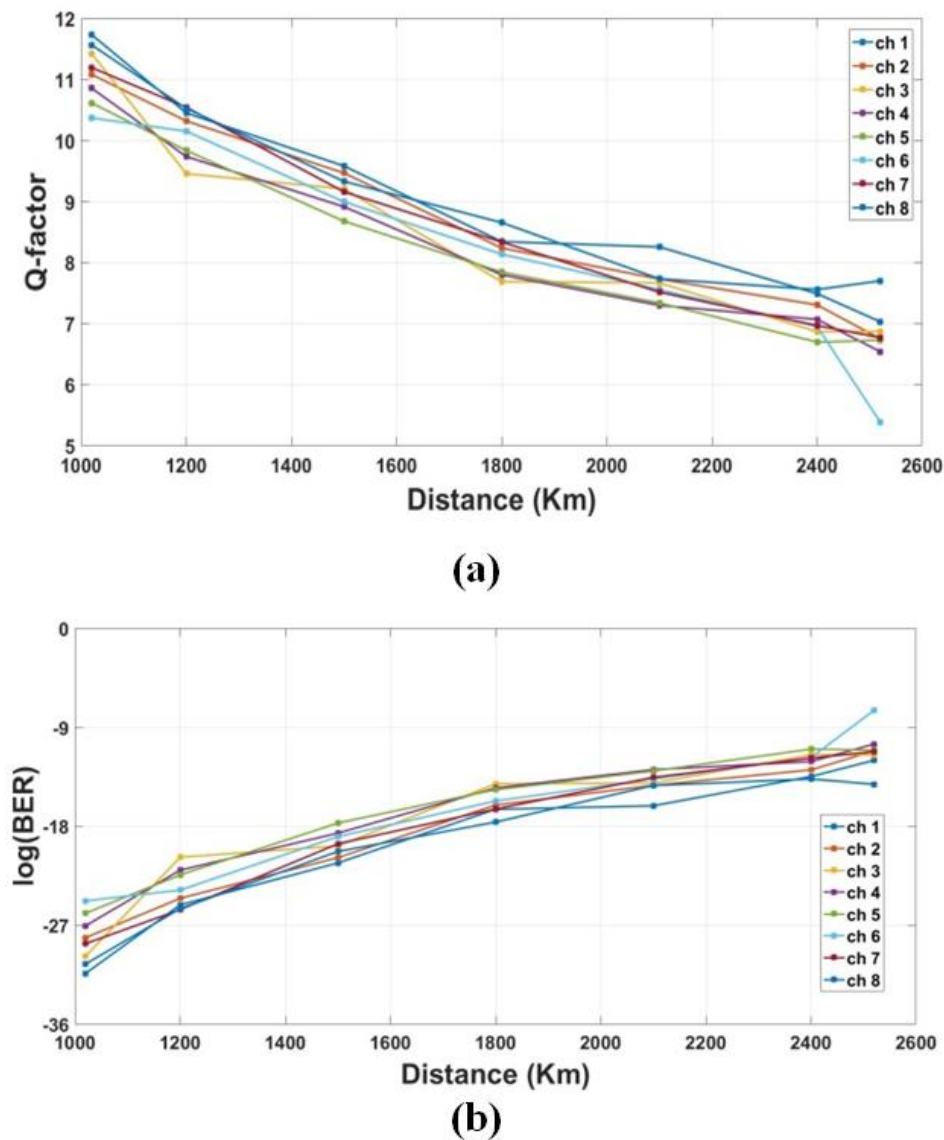 12
11
10
9
8
7
6
5
Q-factor
ch 1
ch 2
ch 3
ch 4
ch 5
ch 6
ch 7
ch 8
1000 1200 1400 1600 1800 2000 2200 2400 2600
Distance (Km)
(a)
0
-9
-18
-27
-36
log(BER)
ch 1
ch 2
ch 3
ch 4
ch 5
ch 6
ch 7
ch 8
1000 1200 1400 1600 1800 2000 2200 2400 2600
Distance (Km)
(b)